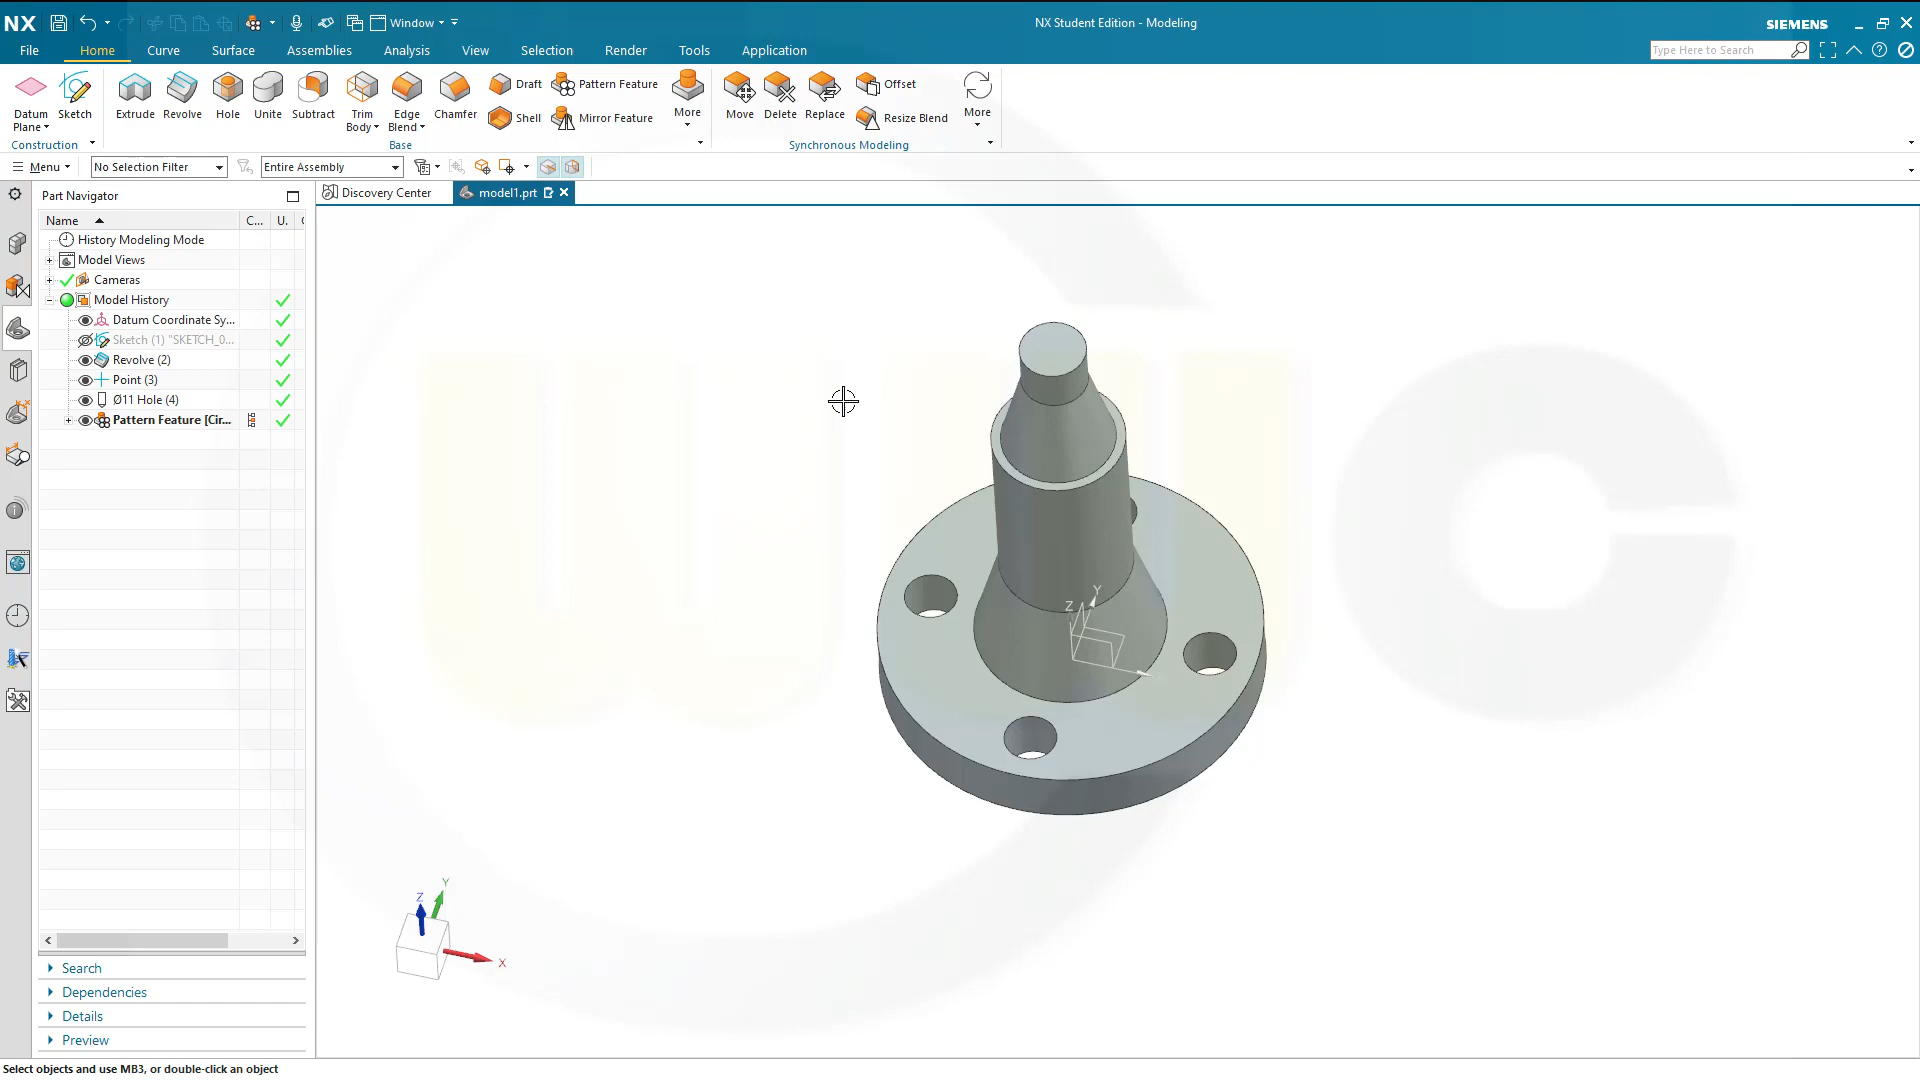 NX
Window
NX Student Edition - Modeling
SIEMENS
File
Home
Curve
Surface
Assemblies
Analysis
View
Selection
Render
Tools
Application
Type Here to Search
Datum
Plane
Sketch
Extrude
Revolve
Hole
Unite
Subtract
Trim
Body
Edge
Blend
Chamfer
Draft
Shell
Pattern Feature
Mirror Feature
More
Move
Delete
Replace
Offset
Resize Blend
More
Construction
Base
Synchronous Modeling
Menu
No Selection Filter
Entire Assembly
Part Navigator
Discovery Center
model1.prt
Name
C...
U.
History Modeling Mode
Model Views
Cameras
Model History
Datum Coordinate Sy...
Sketch (1) "SKETCH_0...
Revolve (2)
Point (3)
Ø11 Hole (4)
Pattern Feature [Cir...
Z
Y
Z
Y
X
Search
Dependencies
Details
Preview
Select objects and use MB3, or double-click an object